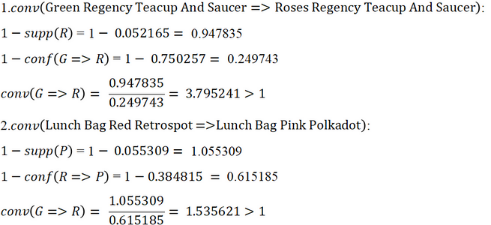 1.conv(Green Regency Teacup And Saucer => Roses Regency Teacup And Saucer):
1 − supp(R) = 1 − 0.052165 = 0.947835
1 − conf(G => R) = 1 − 0.750257 = 0.249743
conv(G => R) = 0.947835 / 0.249743 = 3.795241 > 1
2.conv(Lunch Bag Red Retrospot =>Lunch Bag Pink Polkadot):
1 − supp(P) = 1 − 0.055309 = 1.055309
1 − conf(R => P) = 1 − 0.384815 = 0.615185
conv(G => R) = 1.055309 / 0.615185 = 1.535621 > 1